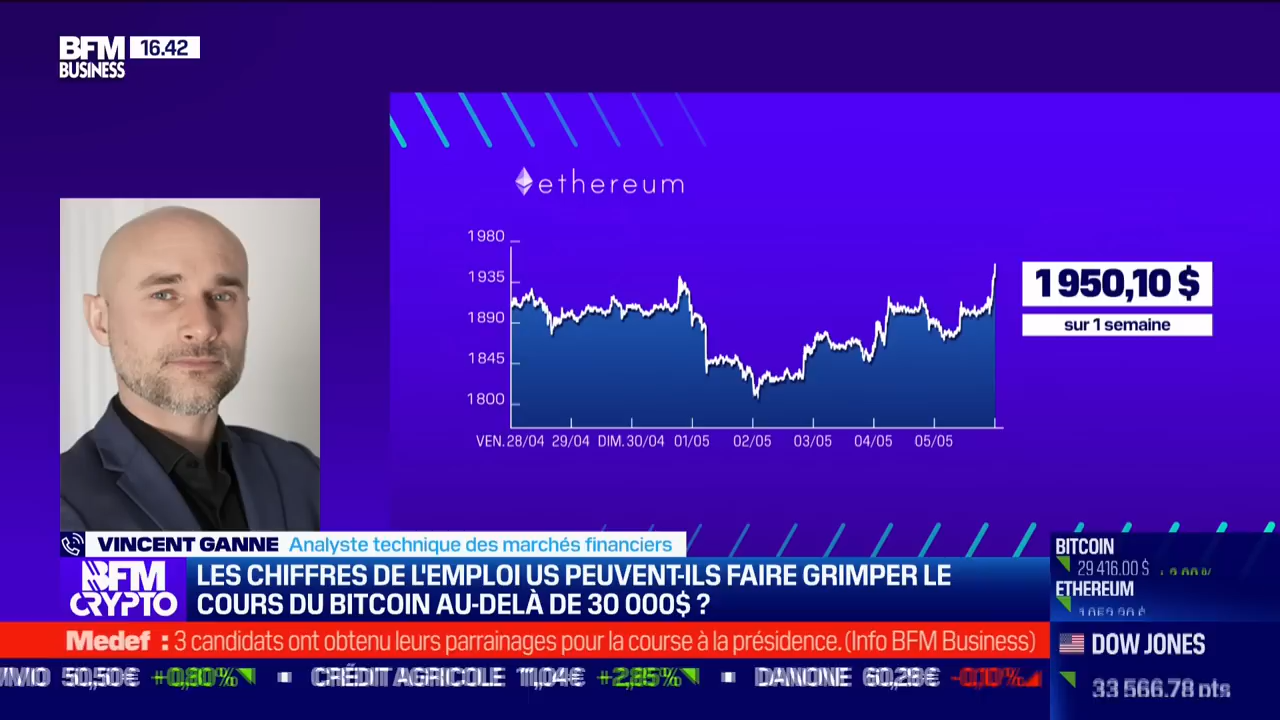 BFM 16.42
BUSINESS
ethereum
1980
1935
1890
1845
1800
VEN.28/04 29/04 DIM.30/04 01/05 02/05 03/05 04/05 05/05
1 950,10 $
sur 1 semaine
VINCENT GANNE Analyste technique des marchés financiers
BFM
CRYPTO
LES CHIFFRES DE L'EMPLOI US PEUVENT-ILS FAIRE GRIMPER LE
COURS DU BITCOIN AU-DELÀ DE 30 000$ ?
Medef : 3 candidats ont obtenu leurs parrainages pour la course à la présidence. (Info BFM Business)
50,50€ +0,80% CRÉDIT AGRICOLE 11,04€ +2,85% DANONE 60,28€ -0,10%
BITCOIN
29 416.00 $
ETHEREUM
DOW JONES
33 566.78 pts